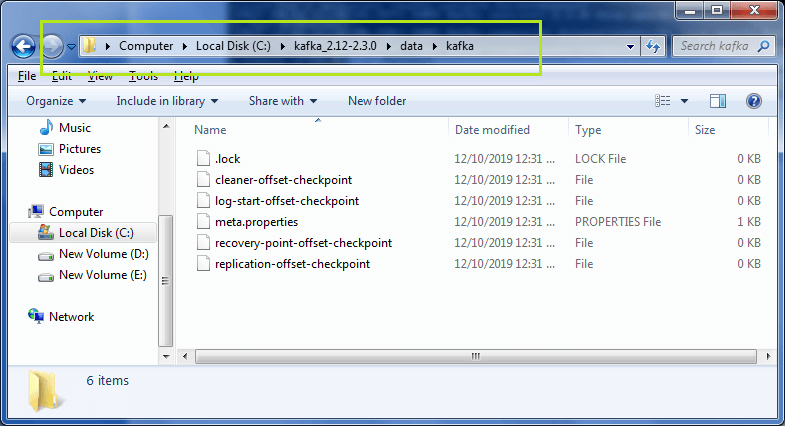 Computer Local Disk (C:) kafka_2.12-2.3.0 data kafka Search kafka
File Edit View Tools Help
Organize Include in library Share with New folder
Name Date modified Type Size
Music
Pictures
Videos
Computer
Local Disk (C:)
New Volume (D:)
New Volume (E:)
Network
.lock 12/10/2019 12:31 ... LOCK File 0 KB
cleaner-offset-checkpoint 12/10/2019 12:31 ... File 0 KB
log-start-offset-checkpoint 12/10/2019 12:31 ... File 0 KB
meta.properties 12/10/2019 12:31 ... PROPERTIES File 1 KB
recovery-point-offset-checkpoint 12/10/2019 12:31 ... File 0 KB
replication-offset-checkpoint 12/10/2019 12:31 ... File 0 KB
6 items